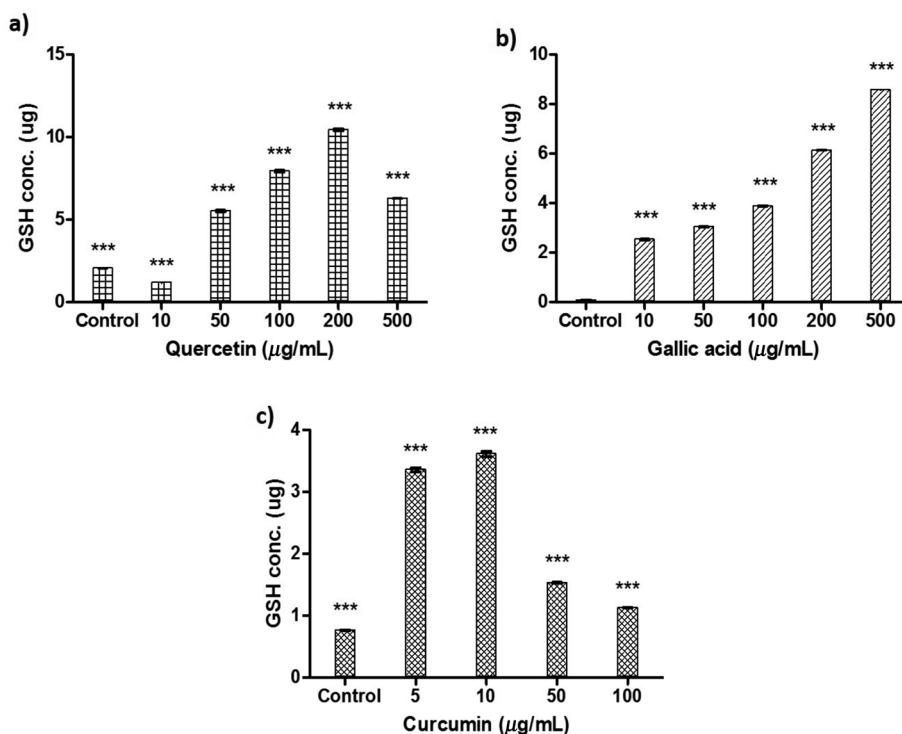 a)
GSH conc. (ug)
15
10
5
0
***
***
***
***
***
***
Control 10 50 100 200 500
Quercetin (μg/mL)
b)
GSH conc. (ug)
10
8
6
4
2
0
***
***
***
***
***
Control 10 50 100 200 500
Gallic acid (μg/mL)
c)
GSH conc. (ug)
4
3
2
1
0
***
***
***
***
***
Control 5 10 50 100
Curcumin (μg/mL)